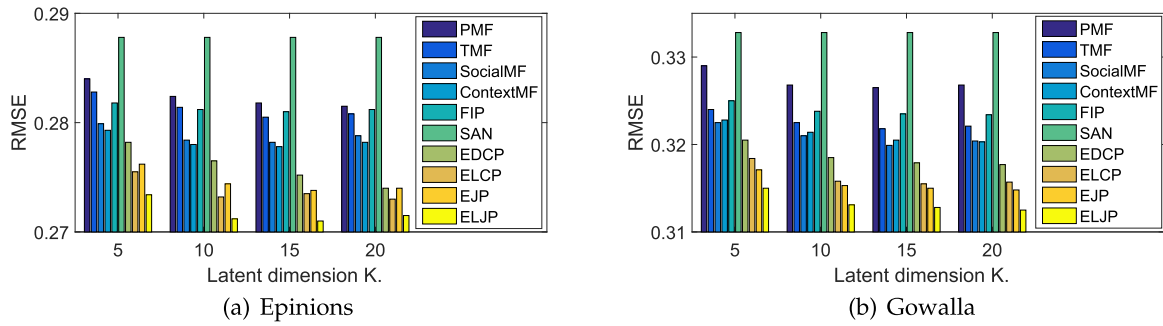 0.29
0.28
0.27
RMSE
5
10
15
20
Latent dimension K.
PMF
TMF
SocialMF
ContextMF
FIP
SAN
EDCP
ELCP
EJP
ELJP
(a) Epinions
0.33
0.32
0.31
RMSE
5
10
15
20
Latent dimension K.
PMF
TMF
SocialMF
ContextMF
FIP
SAN
EDCP
ELCP
EJP
ELJP
(b) Gowalla